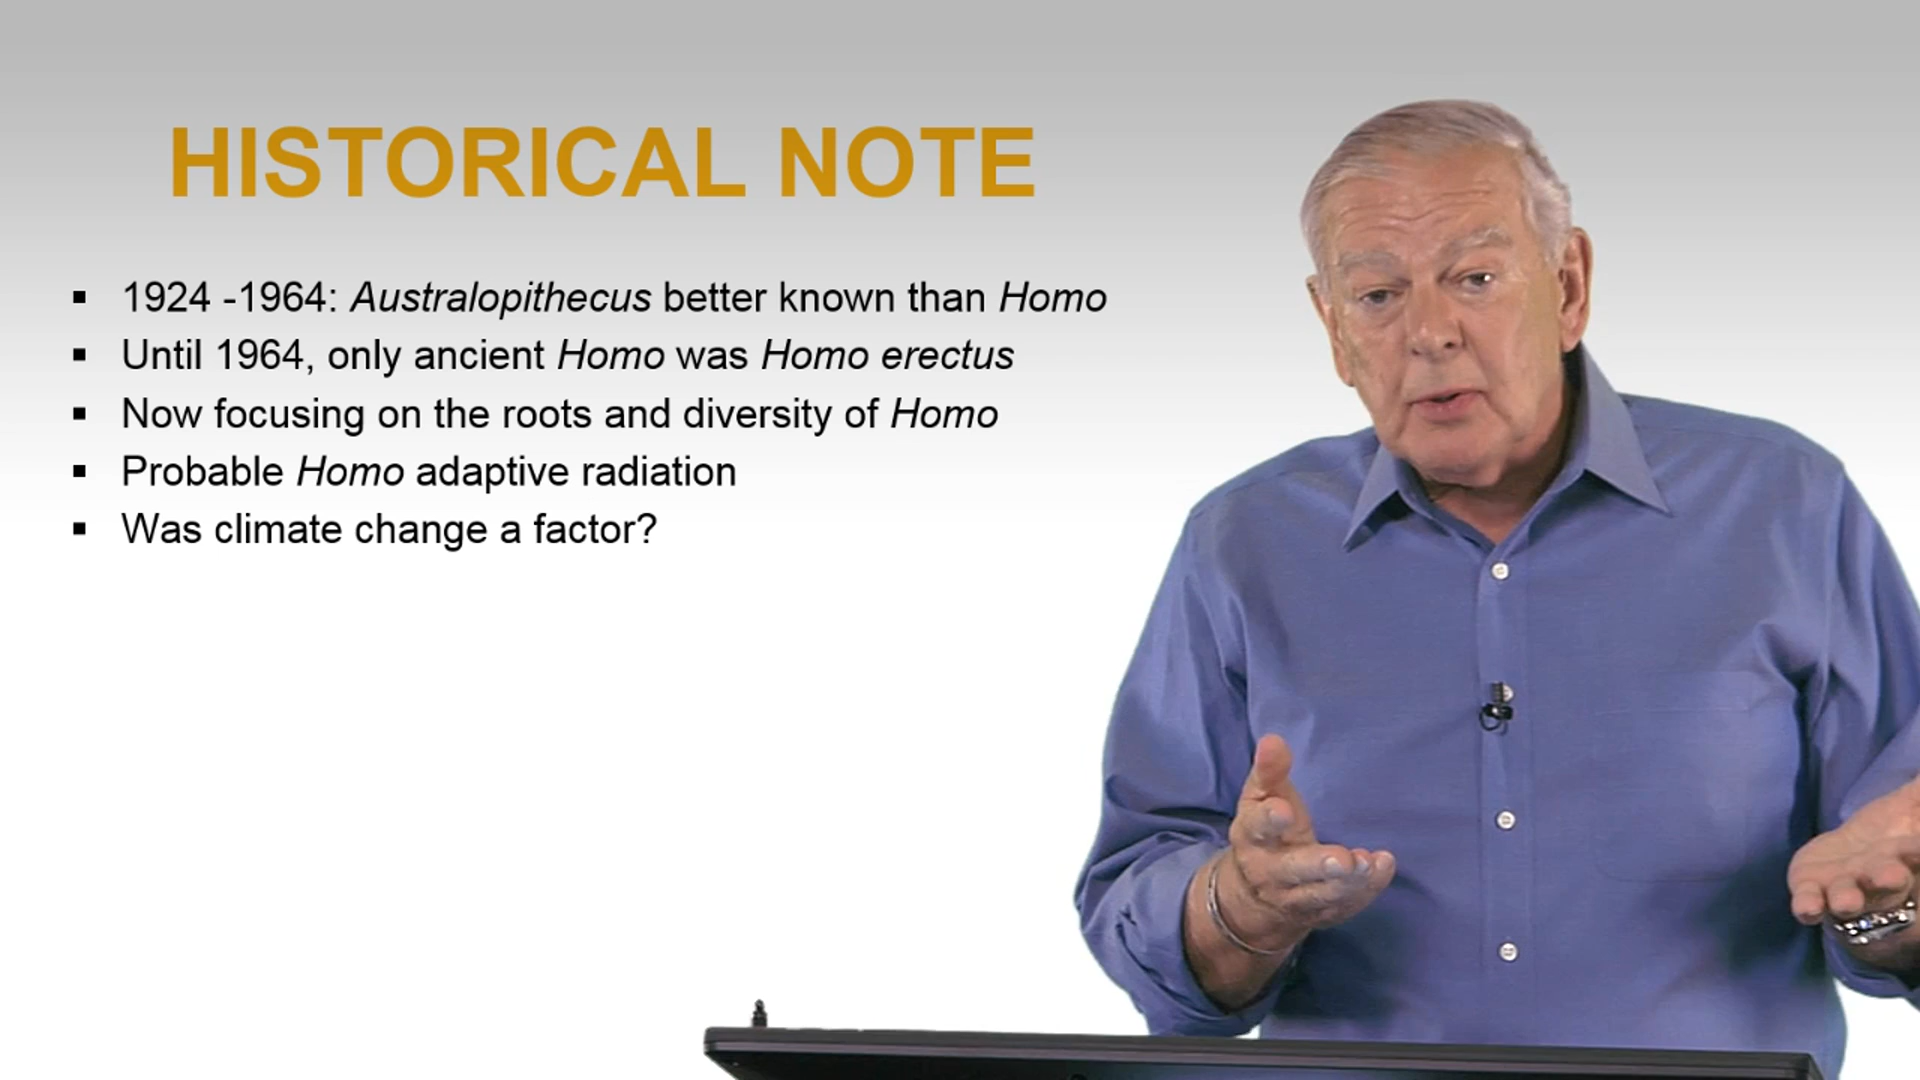 HISTORICAL NOTE
▪ 1924 -1964: Australopithecus better known than Homo
▪ Until 1964, only ancient Homo was Homo erectus
▪ Now focusing on the roots and diversity of Homo
▪ Probable Homo adaptive radiation
▪ Was climate change a factor?